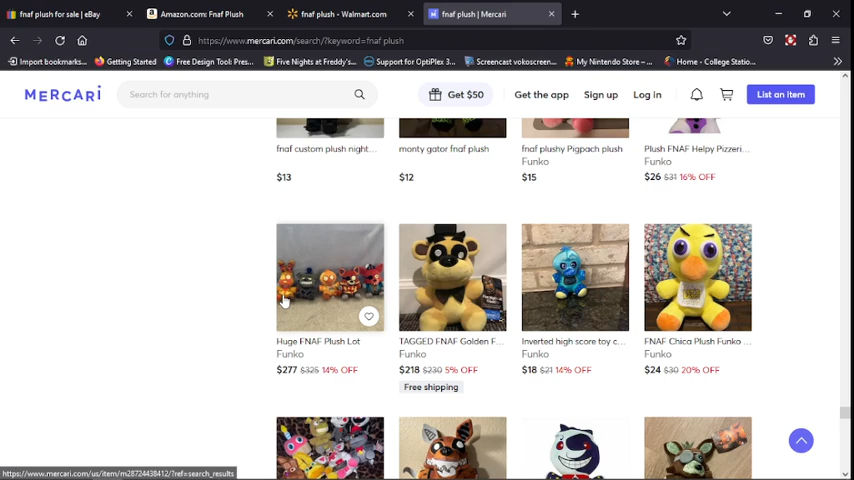 fnaf plush for sale | eBay
Amazon.com: Fnaf Plush
fnaf plush - Walmart.com
fnaf plush | Mercari
https://www.mercari.com/search/?keyword=fnaf plush
Import bookmarks...
Getting Started
Free Design Tool: Pres...
Five Nights at Freddy's...
Support for OptiPlex 3...
Screencast vokoscreen...
My Nintendo Store – ...
Home - College Statio...
MERCARI
Search for anything
Get $50
Get the app
Sign up
Log in
List an item
fnaf custom plush night...
monty gator fnaf plush
fnaf plushy Pigpach plush
Plush FNAF Helpy Pizzeri...
Funko
Funko
$13
$12
$15
$26 $31 16% OFF
Huge FNAF Plush Lot
TAGGED FNAF Golden F...
Inverted high score toy c...
FNAF Chica Plush Funko ...
Funko
Funko
Funko
Funko
$277 $325 14% OFF
$218 $230 5% OFF
$18 $21 14% OFF
$24 $30 20% OFF
Free shipping
https://www.mercari.com/us/item/m28724438412/?ref=search_results